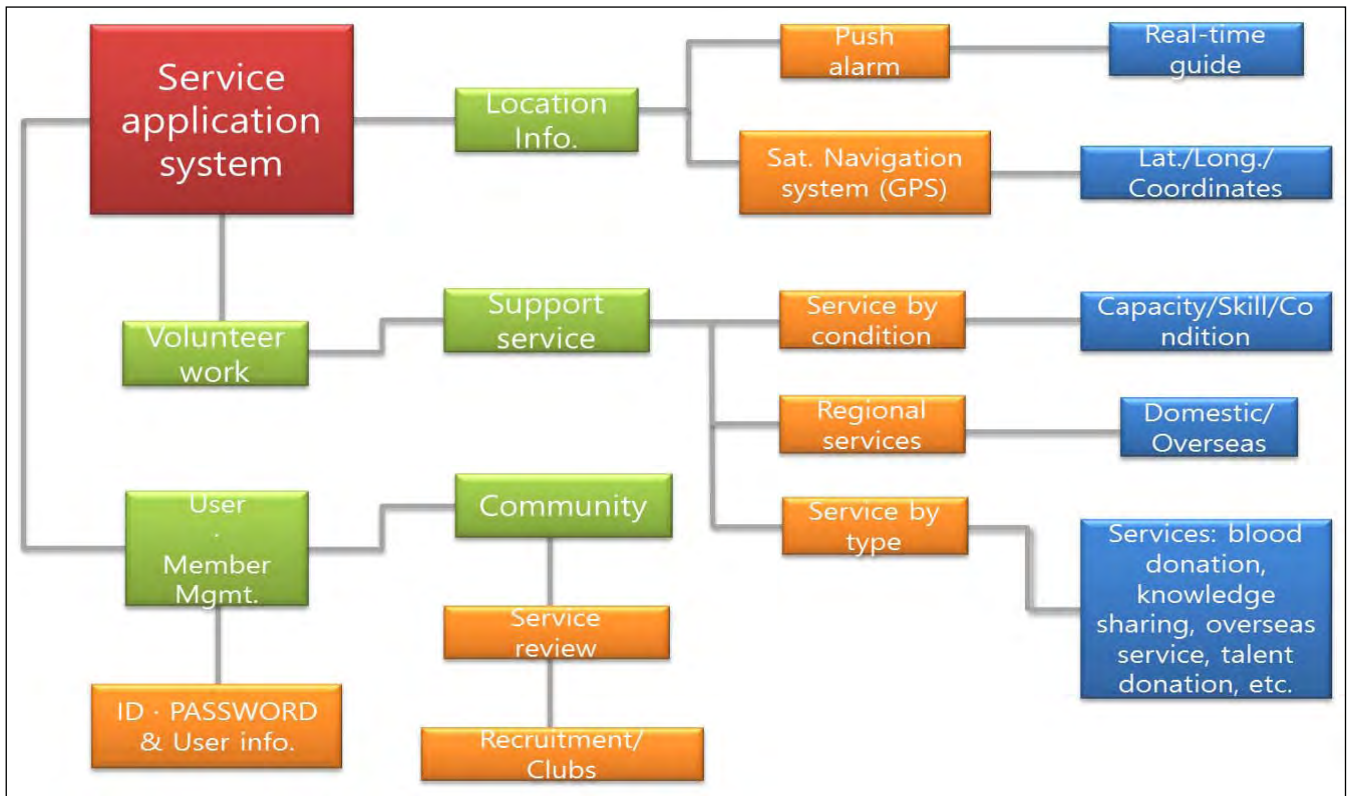 Service
application
system
Location
Info.
Push
alarm
Real-time
guide
Sat. Navigation
system (GPS)
Lat./Long./
Coordinates
Volunteer
work
Support
service
Service by
condition
Capacity/Skill/Co
ndition
Regional
services
Domestic/
Overseas
Service by
type
Services: blood
donation,
knowledge
sharing, overseas
service, talent
donation, etc.
User
·
Member
Mgmt.
Community
Service
review
Recruitment/
Clubs
ID · PASSWORD
& User info.